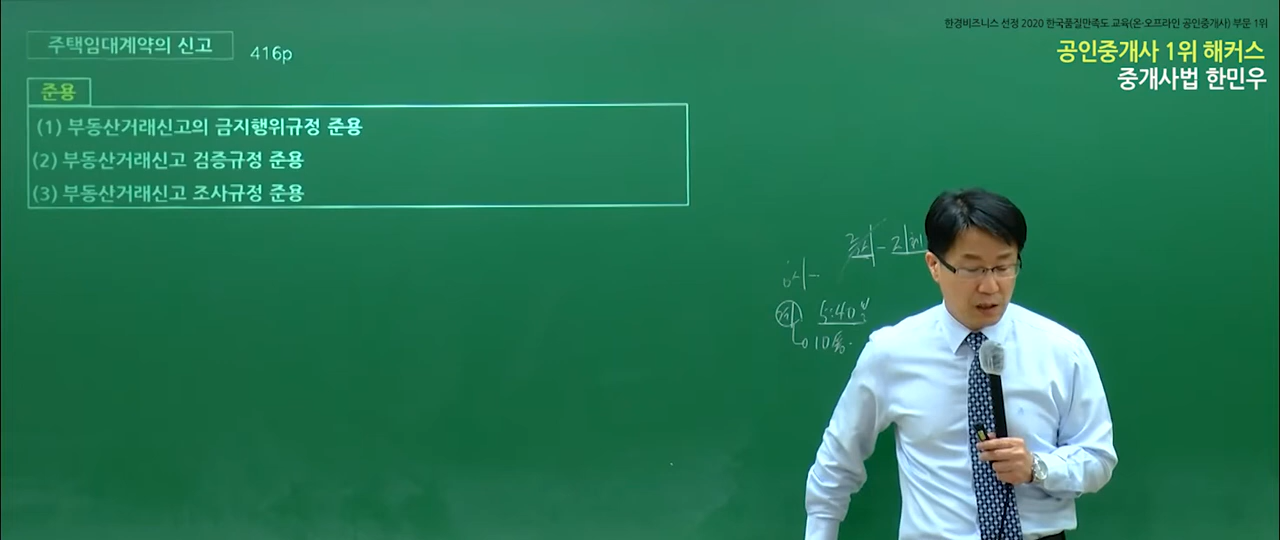 한경비즈니스 선정 2020 한국품질만족도 교육(온·오프라인 공인중개사) 부문 1위
공인중개사 1위 해커스
중개사법 한민우
주택임대계약의 신고
416p
준용
(1) 부동산거래신고의 금지행위규정 준용
(2) 부동산거래신고 검증규정 준용
(3) 부동산거래신고 조사규정 준용
5:40분